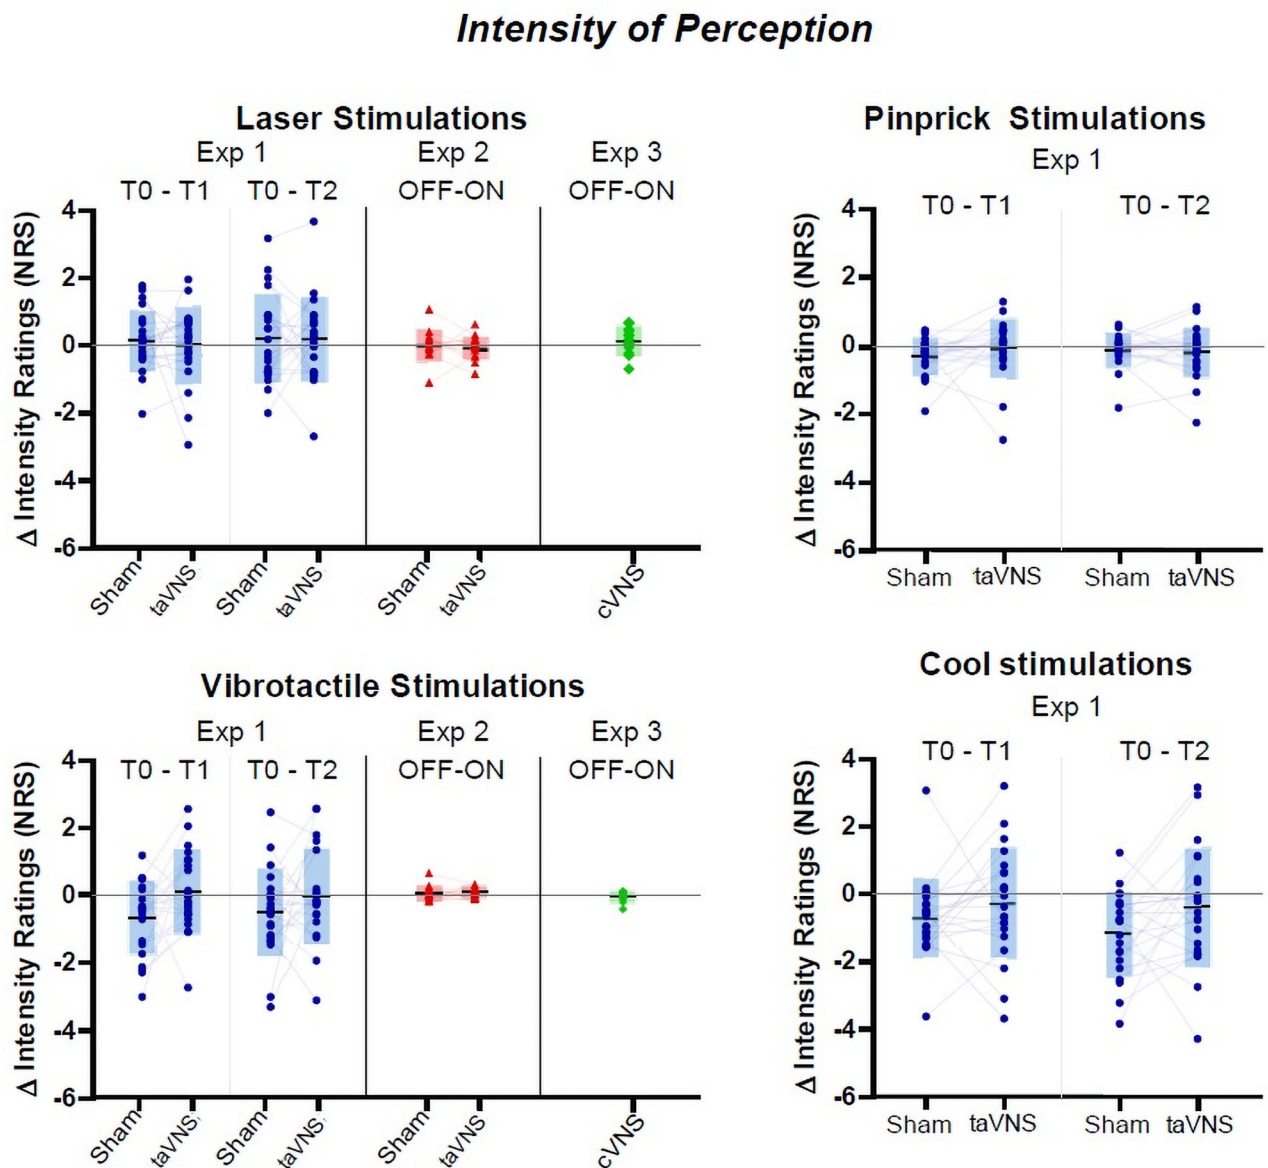 Intensity of Perception
Laser Stimulations
Exp 1 Exp 2 Exp 3
T0 - T1 T0 - T2 OFF-ON OFF-ON
Δ Intensity Ratings (NRS)
4
2
0
-2
-4
-6
Sham taVNS Sham taVNS Sham taVNS cVNS
Pinprick Stimulations
Exp 1
T0 - T1 T0 - T2
Δ Intensity Ratings (NRS)
4
2
0
-2
-4
-6
Sham taVNS Sham taVNS
Vibrotactile Stimulations
Exp 1 Exp 2 Exp 3
T0 - T1 T0 - T2 OFF-ON OFF-ON
Δ Intensity Ratings (NRS)
4
2
0
-2
-4
-6
Sham taVNS Sham taVNS Sham taVNS cVNS
Cool stimulations
Exp 1
T0 - T1 T0 - T2
Δ Intensity Ratings (NRS)
4
2
0
-2
-4
-6
Sham taVNS Sham taVNS